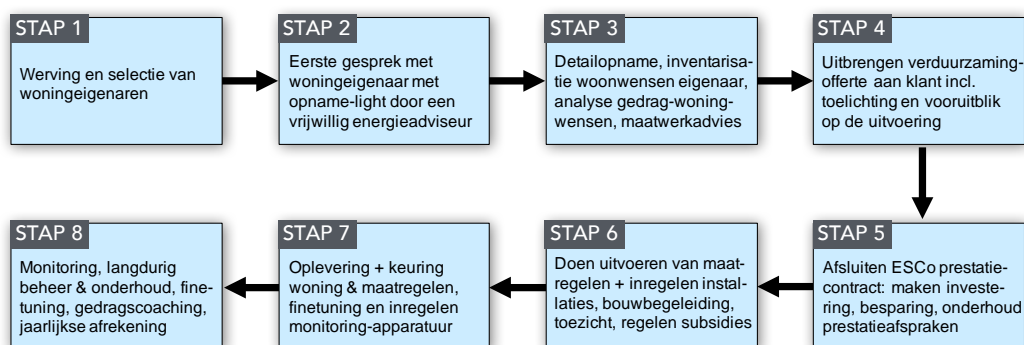 STAP 1
Werving en selectie van
woningeigenaren
STAP 2
Eerste gesprek met
woningeigenaar met
opname-light door een
vrijwillig energieadviseur
STAP 3
Detailopname, inventarisa-
tie woonwensen eigenaar,
analyse gedrag-woning-
wensen, maatwerkadvies
STAP 4
Uitbrengen verduurzaming-
offerte aan klant incl.
toelichting en vooruitblik
op de uitvoering
STAP 5
Afsluiten ESCo prestatie-
contract: maken investe-
ring, besparing, onderhoud
prestatieafspraken
STAP 6
Doen uitvoeren van maat-
regelen + inregelen instal-
laties, bouwbegeleiding,
toezicht, regelen subsidies
STAP 7
Oplevering + keuring
woning & maatregelen,
finetuning en inregelen
monitoring-apparatuur
STAP 8
Monitoring, langdurig
beheer & onderhoud, fine-
tuning, gedragscoaching,
jaarlijkse afrekening